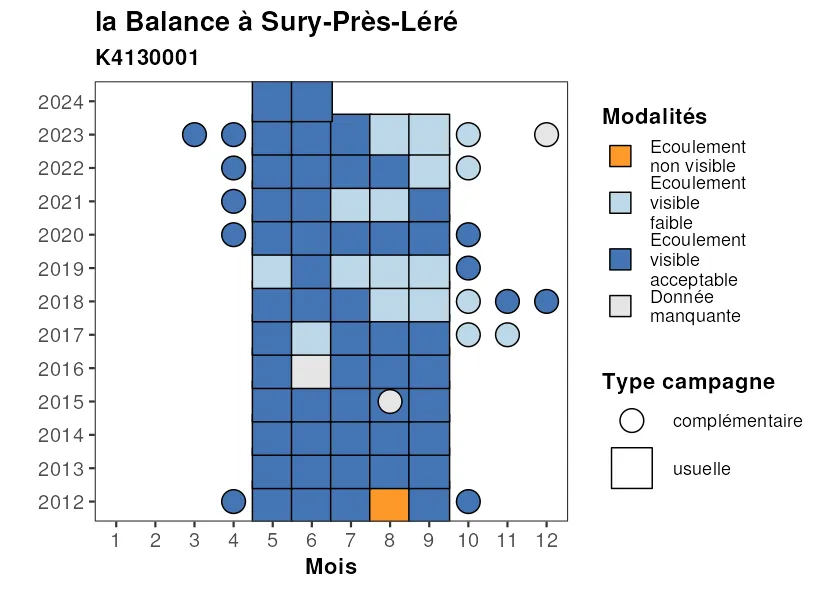 la Balance à Sury-Près-Léré
K4130001
2024
2023
2022
2021
2020
2019
2018
2017
2016
2015
2014
2013
2012
1 2 3 4 5 6 7 8 9 10 11 12
Mois
Modalités
Ecoulement
non visible
Ecoulement
visible
faible
Ecoulement
visible
acceptable
Donnée
manquante
Type campagne
complémentaire
usuelle